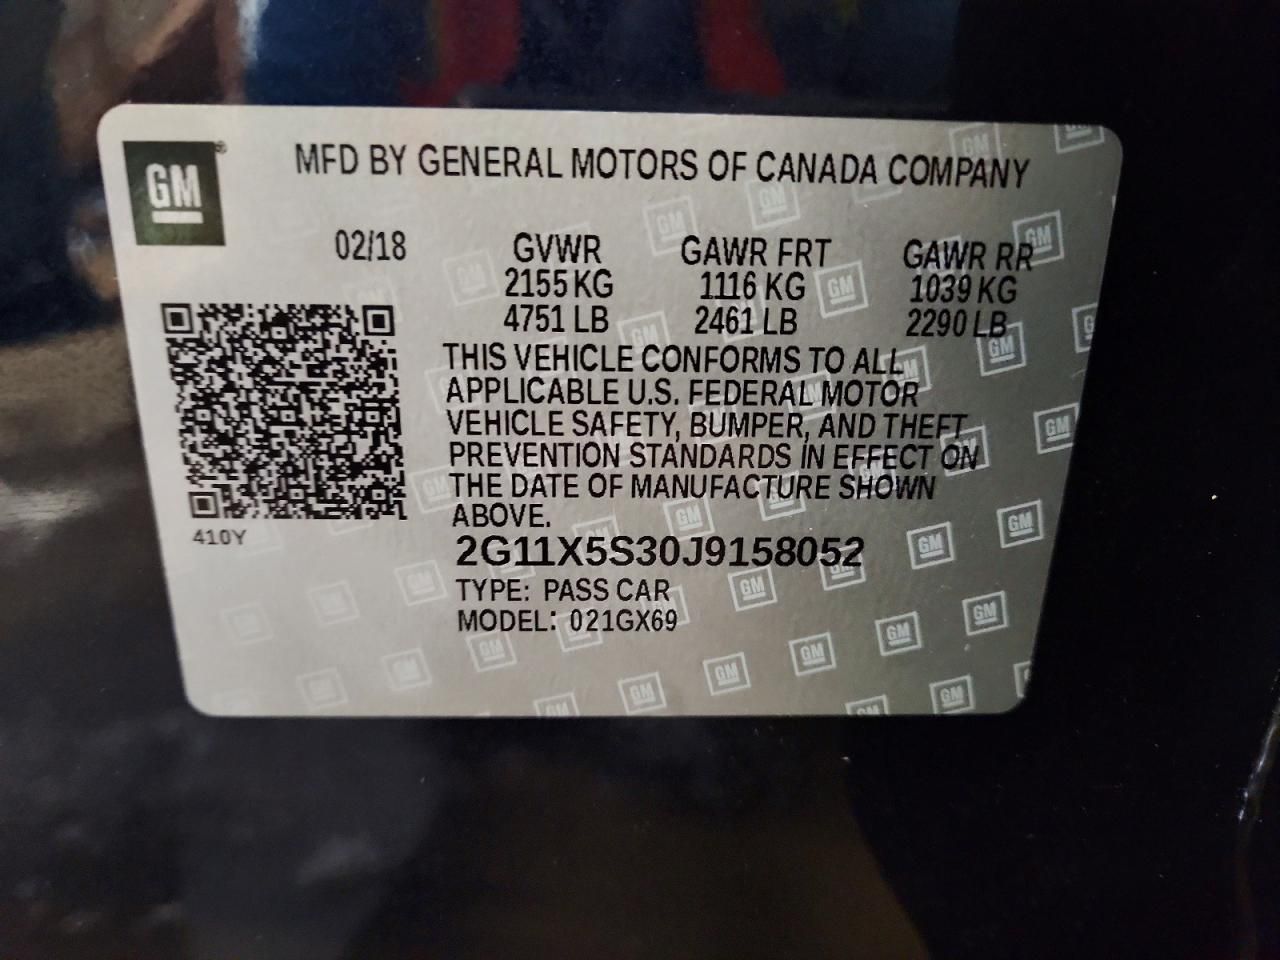 GM
MFD BY GENERAL MOTORS OF CANADA COMPANY
02/18 GVWR GAWR FRT GAWR RR
2155 KG 1116 KG 1039 KG
4751 LB 2461 LB 2290 LB
THIS VEHICLE CONFORMS TO ALL
APPLICABLE U.S. FEDERAL MOTOR
VEHICLE SAFETY, BUMPER, AND THEFT
PREVENTION STANDARDS IN EFFECT ON
THE DATE OF MANUFACTURE SHOWN
ABOVE.
410Y
2G11X5S30J9158052
TYPE: PASS CAR
MODEL: 021GX69